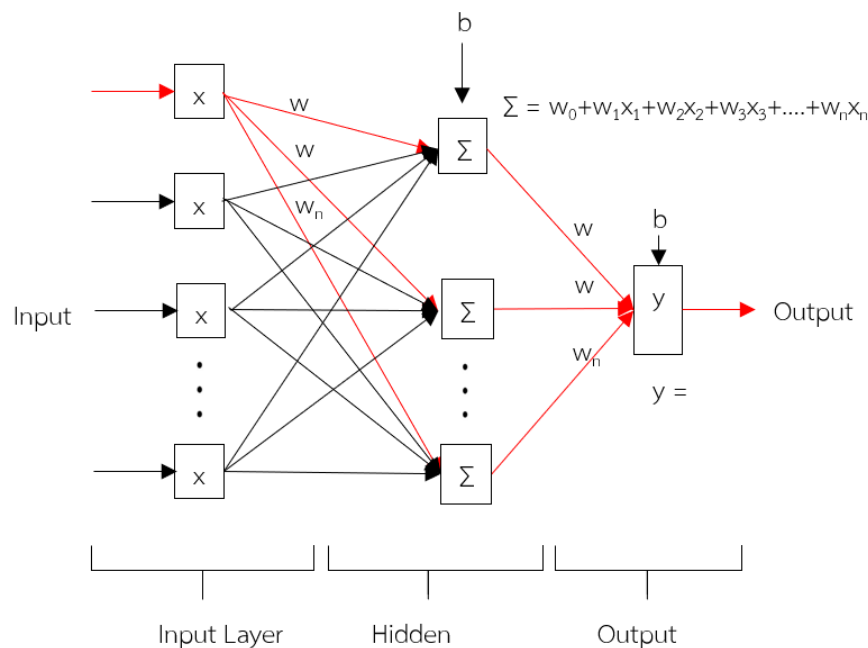 b
x
w
Σ = w₀+w₁x₁+w₂x₂+w₃x₃+....+wₙxₙ
w
Σ
x
wₙ
w
b
Input
x
Σ
w
y
Output
wₙ
y =
x
Σ
Input Layer
Hidden
Output